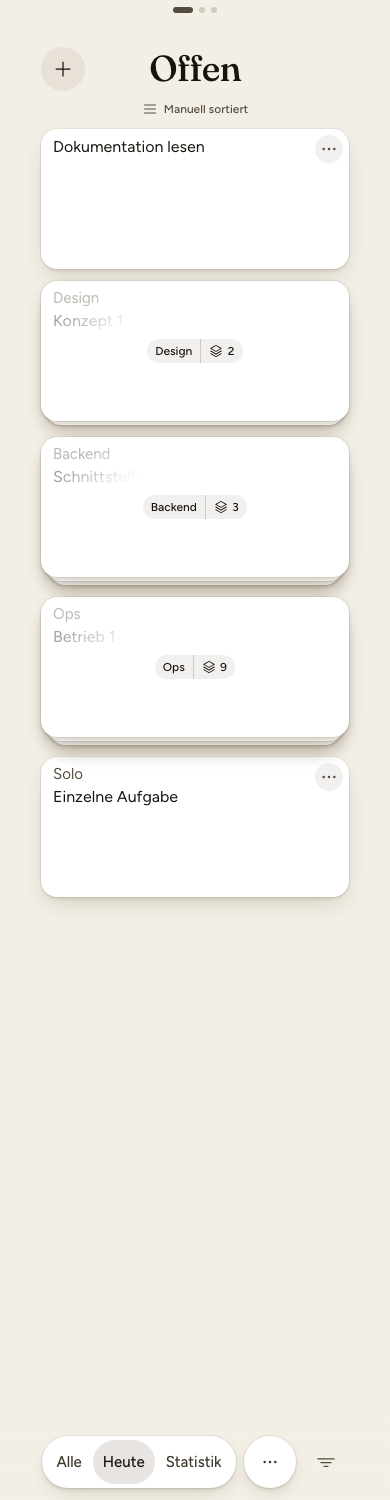 Offen
Manuell sortiert
Dokumentation lesen
Design
Konzept 1
Design 2
Backend
Backend 3
Ops
Betrieb 1
Ops 9
Solo
Einzelne Aufgabe
Alle Heute Statistik